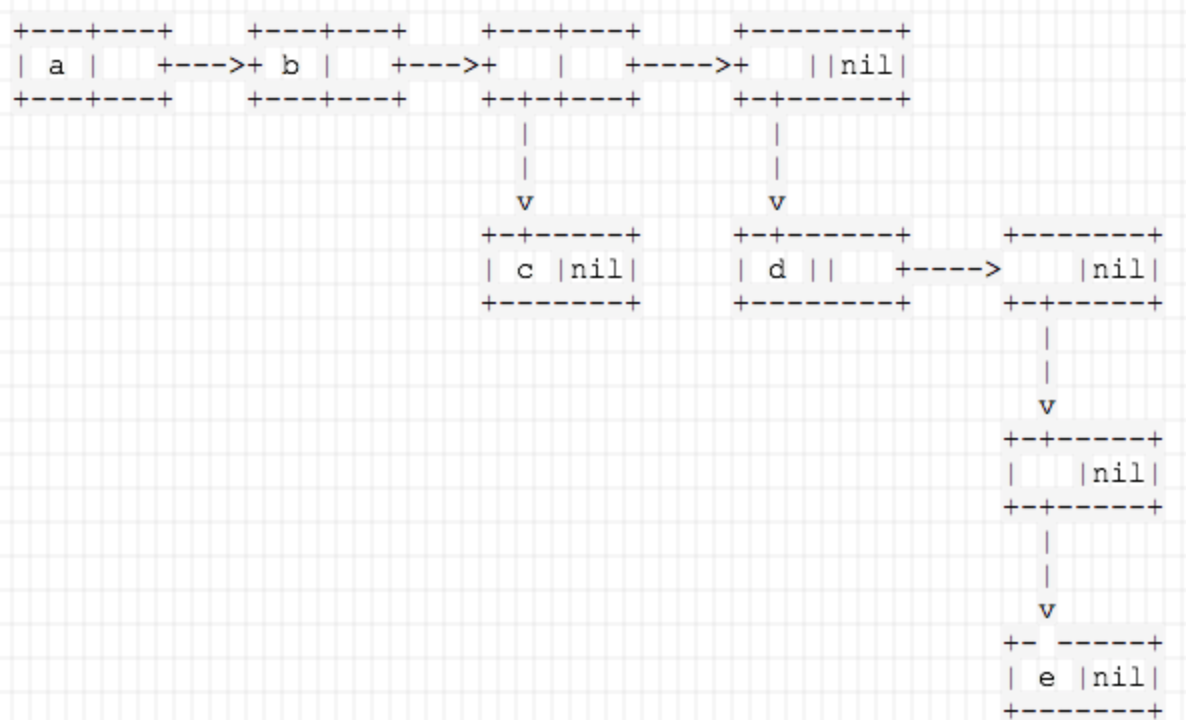 +---+---+    +---+---+    +---+---+     +--------+
| a |   +--->+ b |   +--->+   |   +---->+   ||nil|
+---+---+    +---+---+    +-+-+---+     +-+------+
                            |             |
                            |             |
                            v             v
                          +-+-----+     +-+------+     +-------+
                          | c |nil|     | d ||   +---->    |nil|
                          +-------+     +--------+     +-+-----+
                                                         |
                                                         |
                                                         v
                                                       +-+-----+
                                                       |   |nil|
                                                       +-+-----+
                                                         |
                                                         |
                                                         v
                                                       +- -----+
                                                       | e |nil|
                                                       +-------+